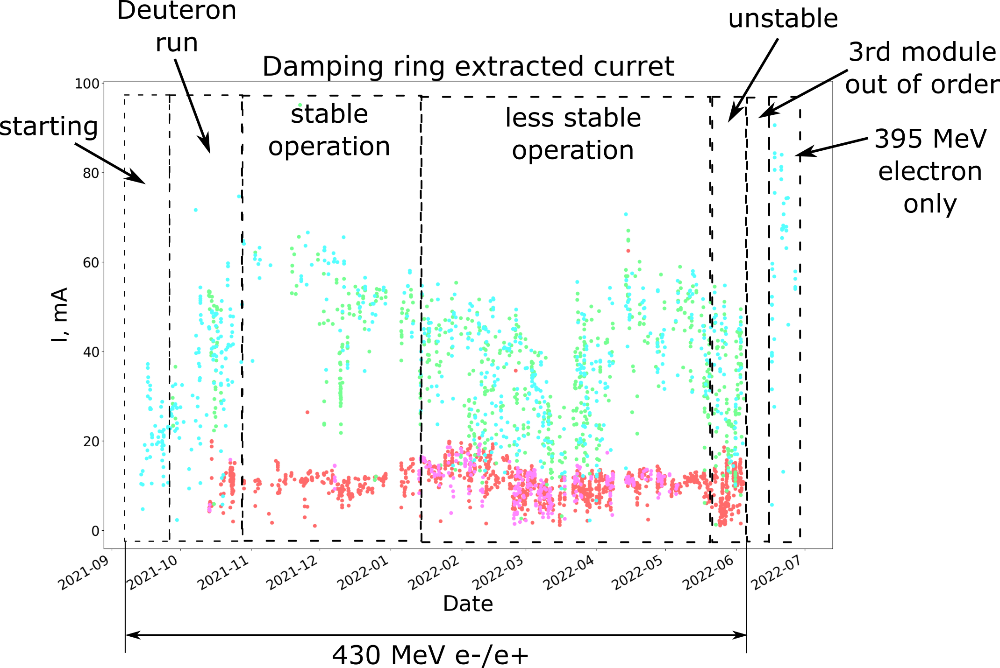 Deuteron
run
unstable
3rd module
out of order
Damping ring extracted curret
starting
stable
operation
less stable
operation
395 MeV
electron
only
100
80
60
40
20
0
I, mA
2021-09
2021-10
2021-11
2021-12
2022-01
2022-02
2022-03
2022-04
2022-05
2022-06
2022-07
Date
430 MeV e-/e+